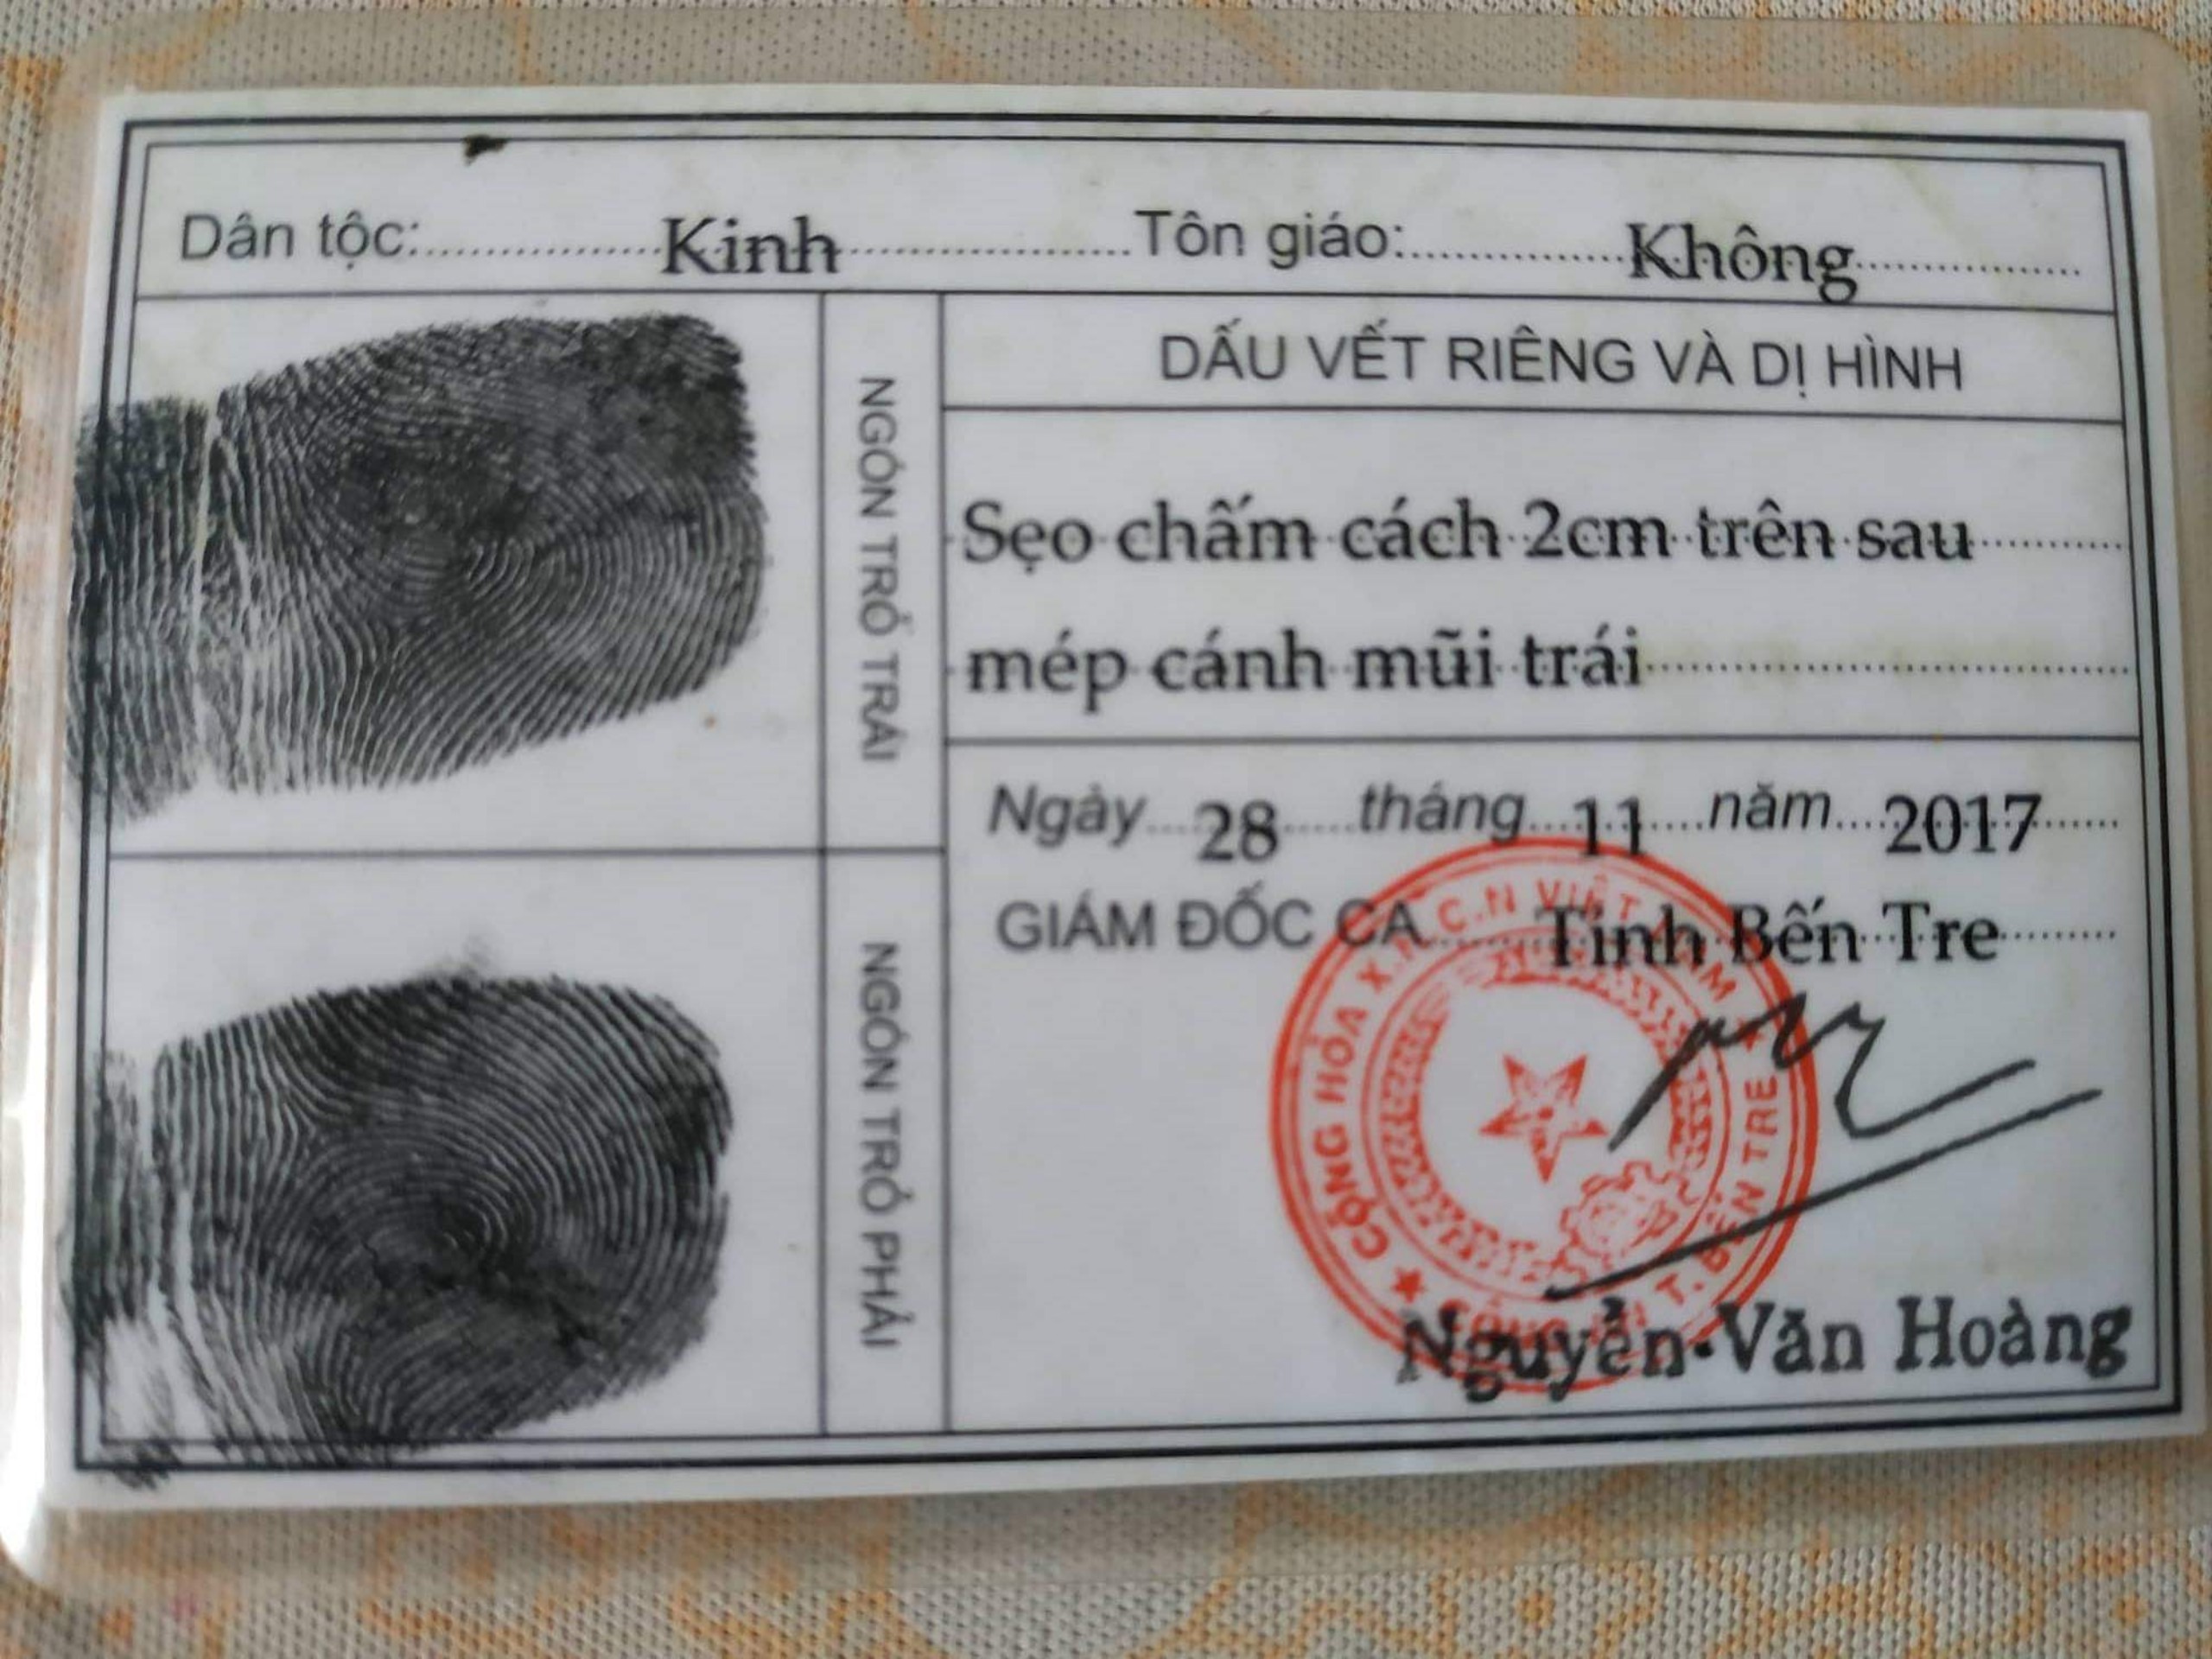 Dân tộc: Kinh Tôn giáo: Không
NGÓN TRỎ TRÁI
DẤU VẾT RIÊNG VÀ DỊ HÌNH
Sẹo chấm cách 2cm trên sau
mép cánh mũi trái
NGÓN TRỎ PHẢI
Ngày 28 tháng 11 năm 2017
GIÁM ĐỐC CA Tỉnh Bến Tre
CỘNG HÒA X.H.C.N VIỆT NAM
CÔNG AN T. BẾN TRE
Nguyễn Văn Hoàng